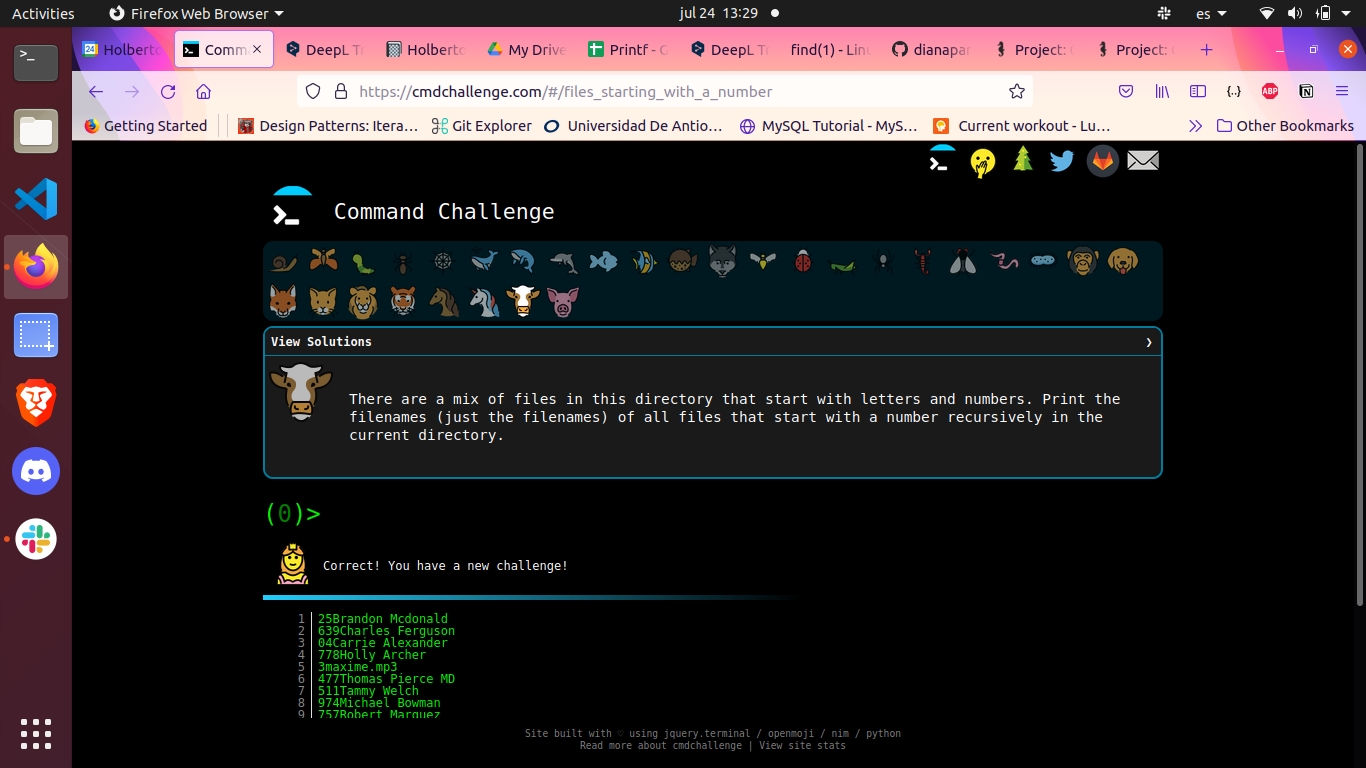 Activities Firefox Web Browser jul 24 13:29 es
Holberto Comma DeepL Tr Holberto My Drive Printf - G DeepL Tr find(1) - Linu dianapar Project: Project:
https://cmdchallenge.com/#/files_starting_with_a_number
Getting Started Design Patterns: Itera… Git Explorer Universidad De Antio… MySQL Tutorial - MyS… Current workout - Lu… Other Bookmarks
Command Challenge
View Solutions
There are a mix of files in this directory that start with letters and numbers. Print the
filenames (just the filenames) of all files that start with a number recursively in the
current directory.
(0)>
Correct! You have a new challenge!
1 25Brandon Mcdonald
2 639Charles Ferguson
3 04Carrie Alexander
4 778Holly Archer
5 3maxime.mp3
6 477Thomas Pierce MD
7 511Tammy Welch
8 974Michael Bowman
9 757Robert Marquez
Site built with ♡ using jquery.terminal / openmoji / nim / python
Read more about cmdchallenge | View site stats